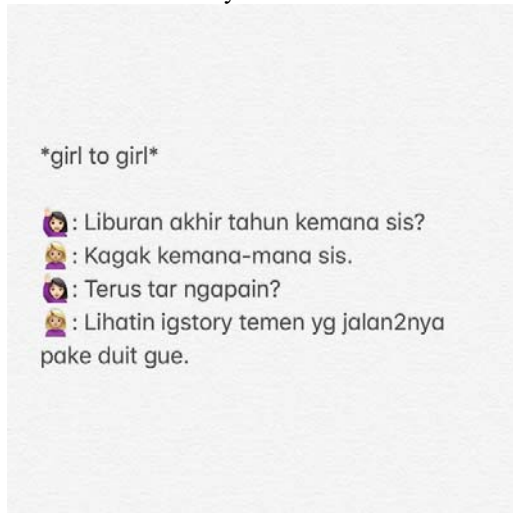 *girl to girl*
🙋🏻‍♀️: Liburan akhir tahun kemana sis?
💁🏼‍♀️: Kagak kemana-mana sis.
🙋🏻‍♀️: Terus tar ngapain?
💁🏼‍♀️: Lihatin igstory temen yg jalan2nya
pake duit gue.